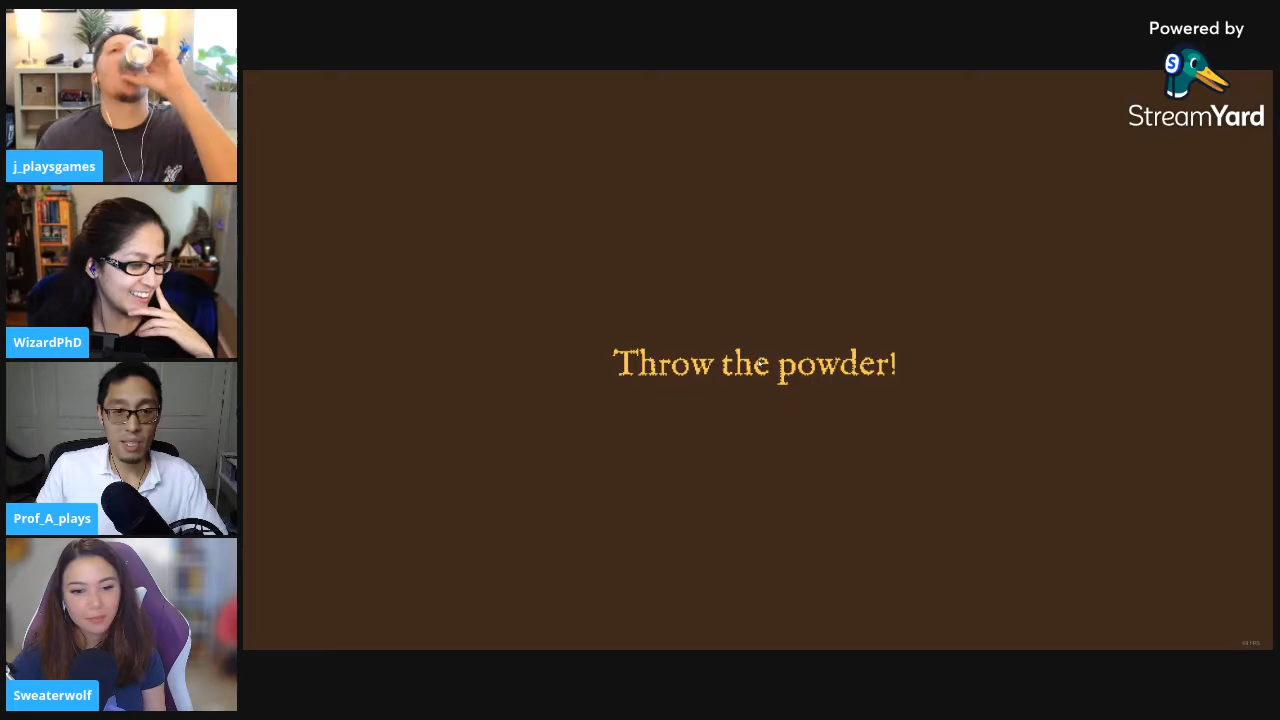 Powered by
S
StreamYard
j_playsgames
WizardPhD
Throw the powder!
Prof_A_plays
Sweaterwolf